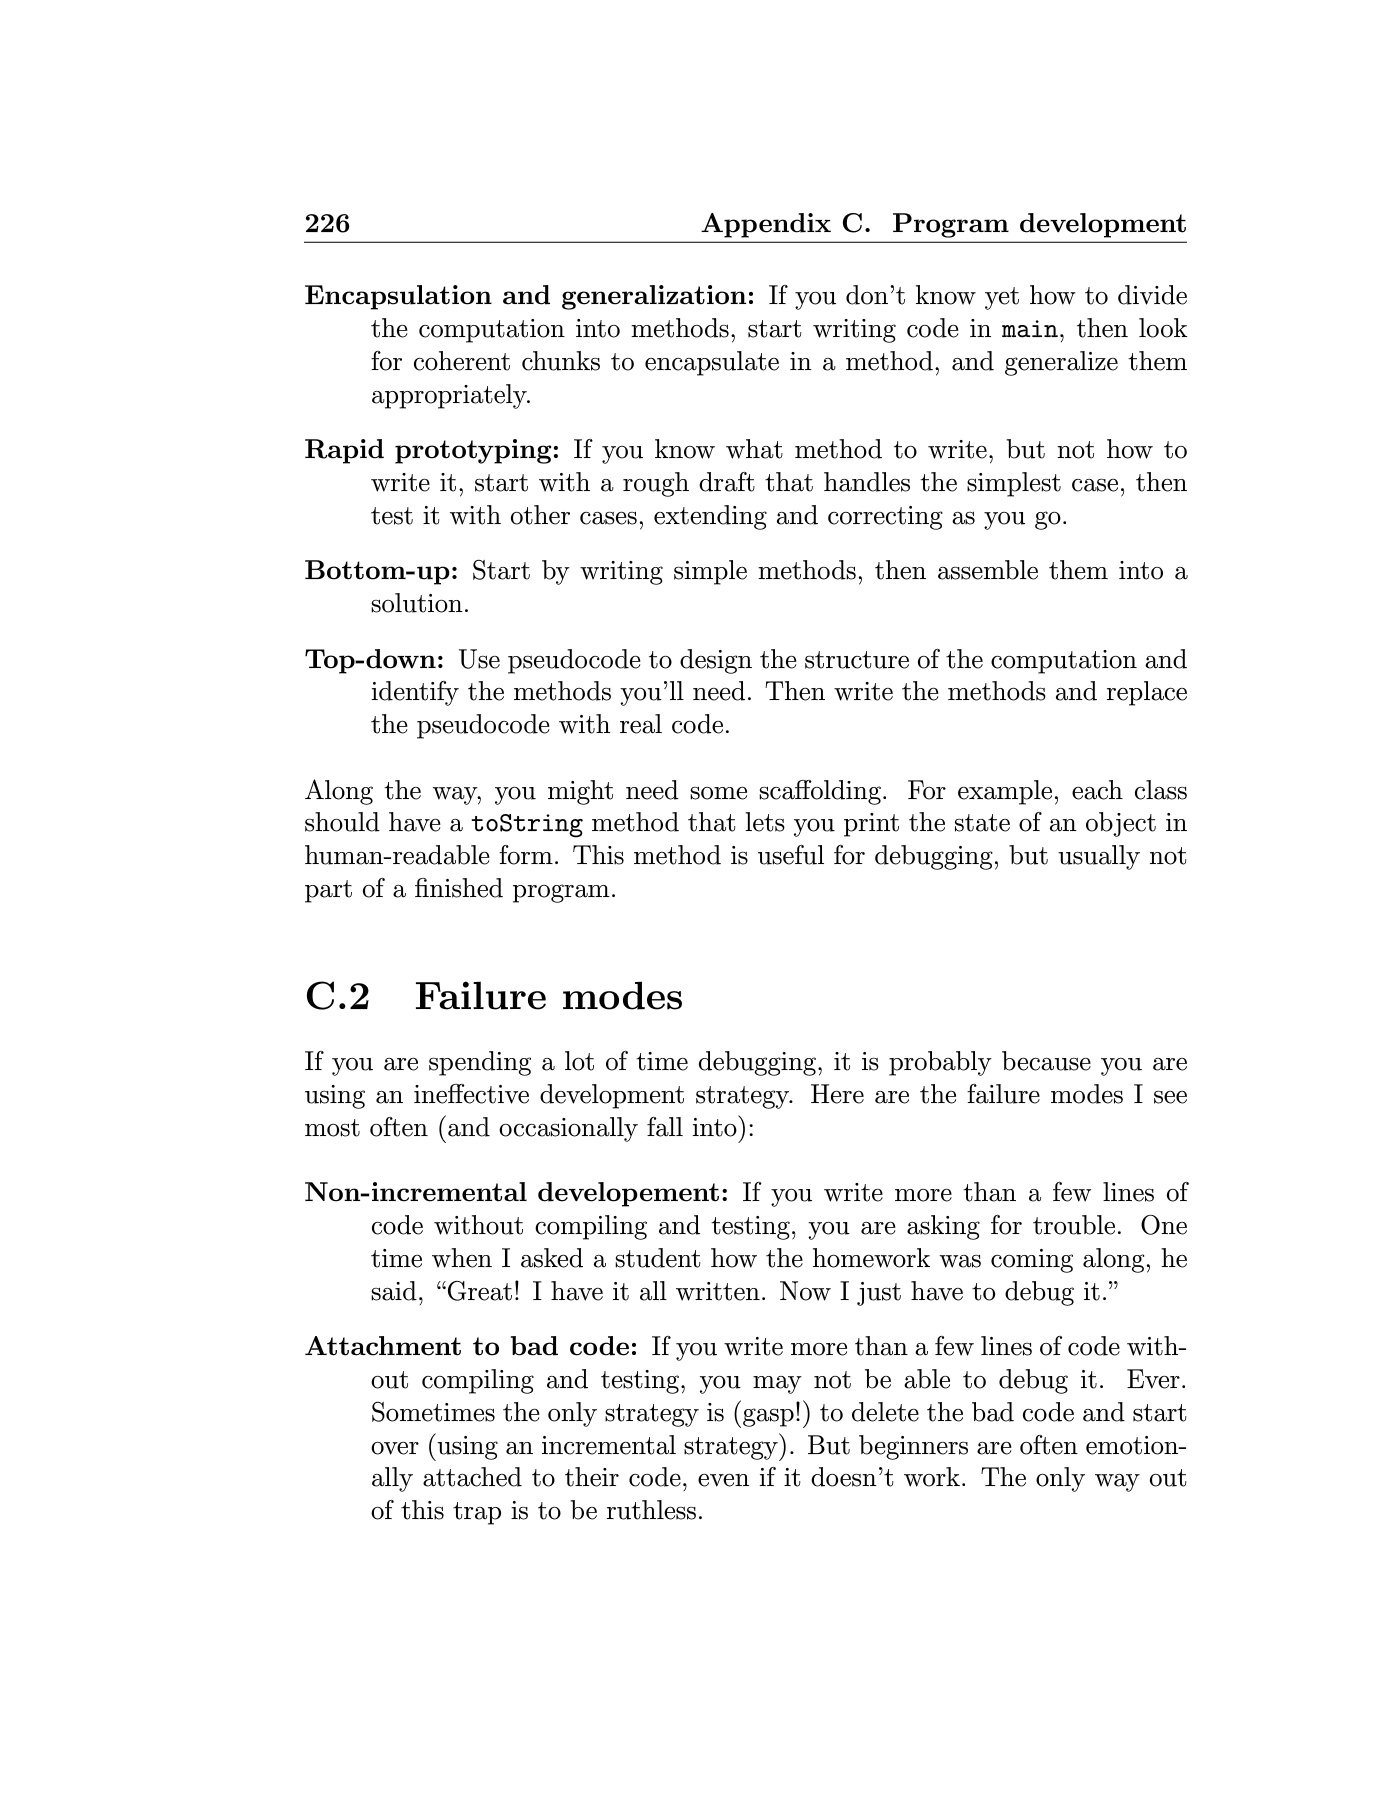 226 Appendix C. Program development
Encapsulation and generalization: If you don't know yet how to divide
the computation into methods, start writing code in main, then look
for coherent chunks to encapsulate in a method, and generalize them
appropriately.
Rapid prototyping: If you know what method to write, but not how to
write it, start with a rough draft that handles the simplest case, then
test it with other cases, extending and correcting as you go.
Bottom-up: Start by writing simple methods, then assemble them into a
solution.
Top-down: Use pseudocode to design the structure of the computation and
identify the methods you'll need. Then write the methods and replace
the pseudocode with real code.
Along the way, you might need some scaffolding. For example, each class
should have a toString method that lets you print the state of an object in
human-readable form. This method is useful for debugging, but usually not
part of a finished program.
C.2 Failure modes
If you are spending a lot of time debugging, it is probably because you are
using an ineffective development strategy. Here are the failure modes I see
most often (and occasionally fall into):
Non-incremental developement: If you write more than a few lines of
code without compiling and testing, you are asking for trouble. One
time when I asked a student how the homework was coming along, he
said, “Great! I have it all written. Now I just have to debug it.”
Attachment to bad code: If you write more than a few lines of code with-
out compiling and testing, you may not be able to debug it. Ever.
Sometimes the only strategy is (gasp!) to delete the bad code and start
over (using an incremental strategy). But beginners are often emotion-
ally attached to their code, even if it doesn't work. The only way out
of this trap is to be ruthless.